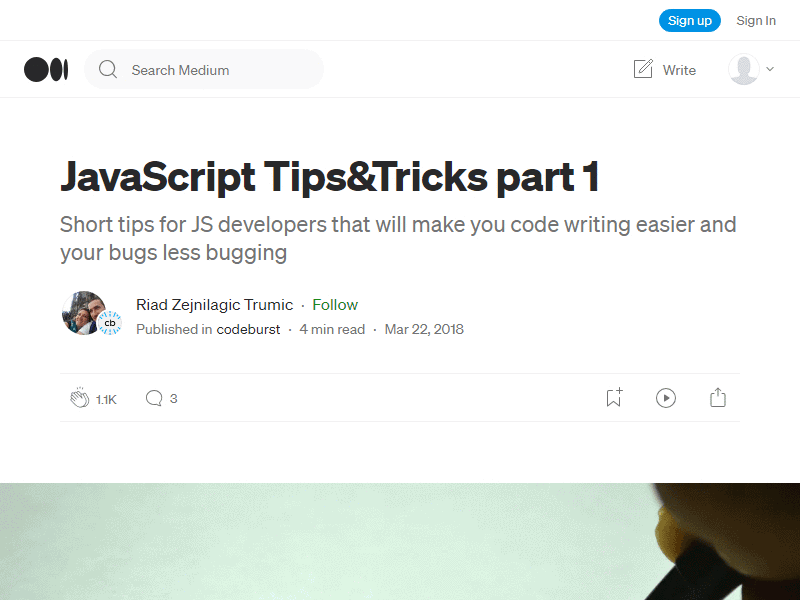 Sign up Sign In
Search Medium Write
JavaScript Tips&Tricks part 1
Short tips for JS developers that will make you code writing easier and
your bugs less bugging
cb
Riad Zejnilagic Trumic · Follow
Published in codeburst · 4 min read · Mar 22, 2018
1.1K 3